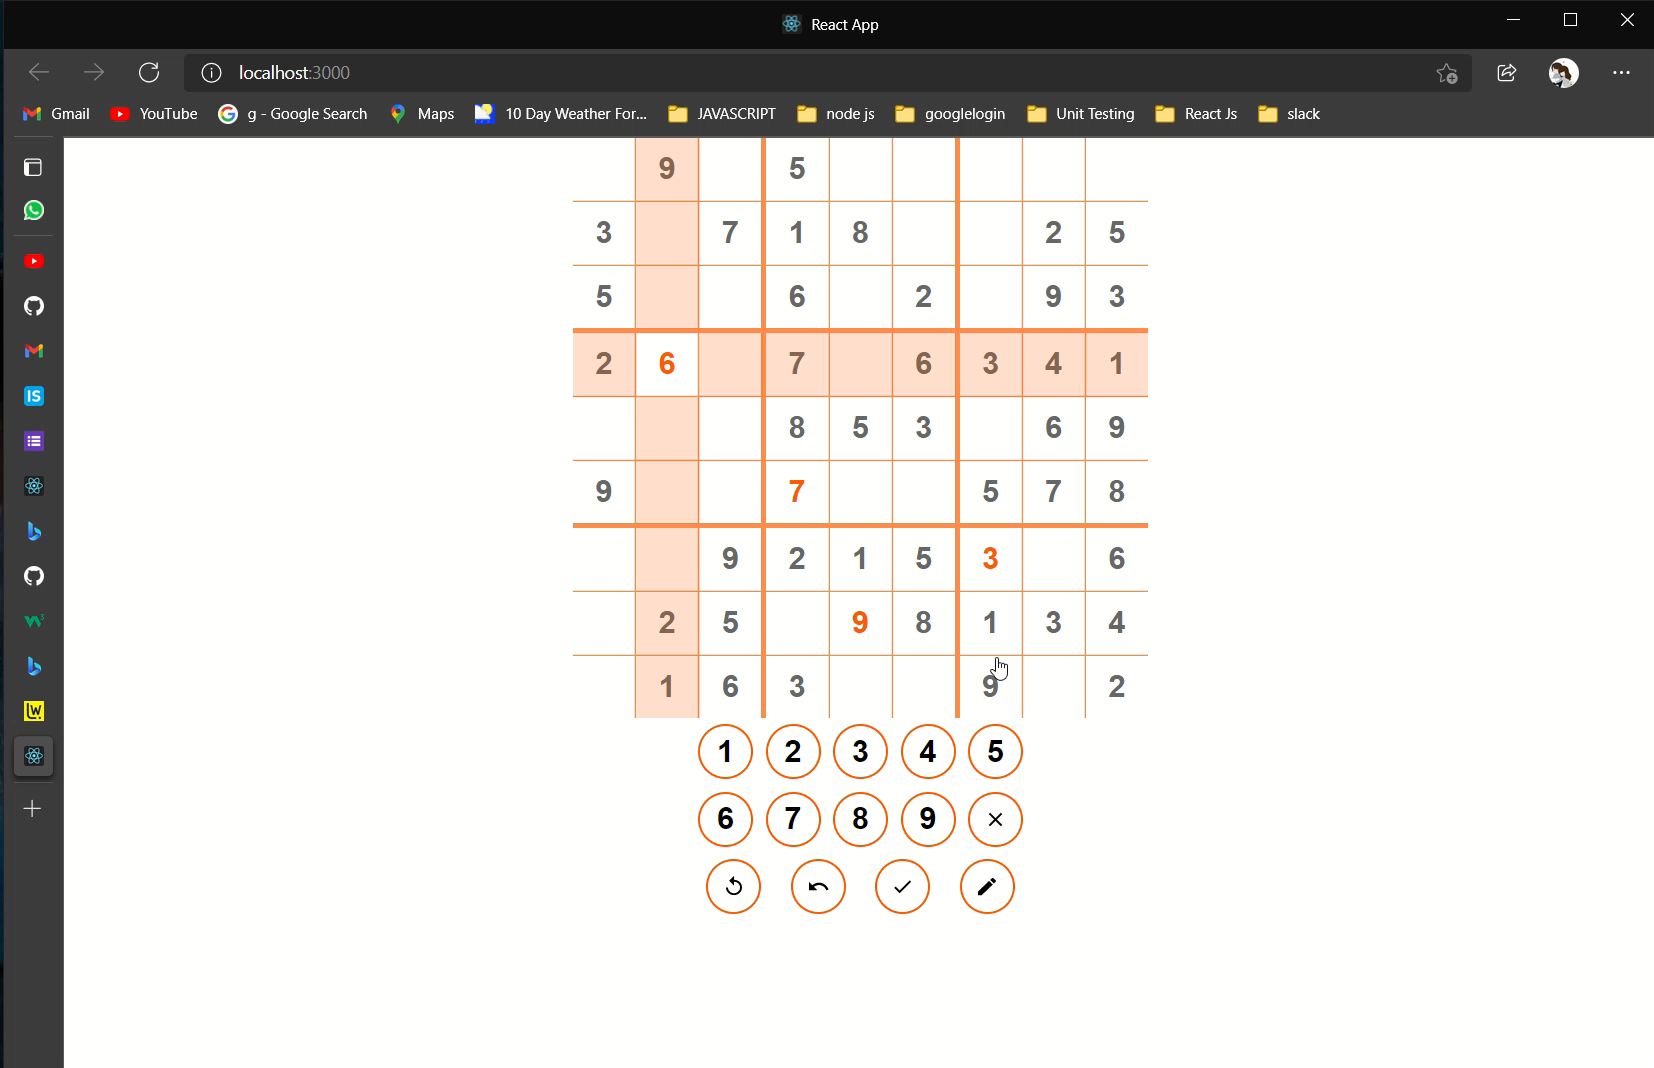 React App
localhost:3000
Gmail YouTube g - Google Search Maps 10 Day Weather For... JAVASCRIPT node js googlelogin Unit Testing React Js slack
9 5
3 7 1 8 2 5
5 6 2 9 3
2 6 7 6 3 4 1
8 5 3 6 9
9 7 5 7 8
9 2 1 5 3 6
2 5 9 8 1 3 4
1 6 3 9 2
1 2 3 4 5
6 7 8 9
IS
W3
LW